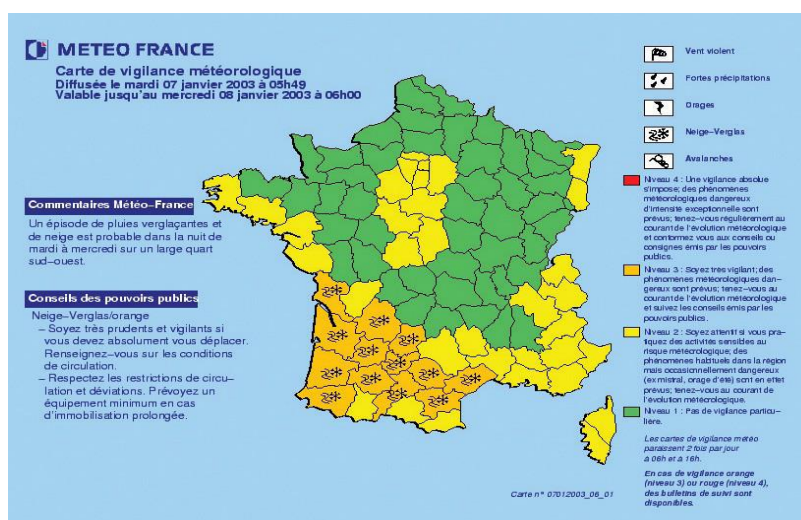 METEO FRANCE
Carte de vigilance météorologique
Diffusée le mardi 07 janvier 2003 à 05h49
Valable jusqu'au mercredi 08 janvier 2003 à 06h00
Commentaires Météo–France
Un épisode de pluies verglaçantes et
de neige est probable dans la nuit de
mardi à mercredi sur un large quart
sud–ouest.
Conseils des pouvoirs publics
Neige–Verglas/orange
– Soyez très prudents et vigilants si
vous devez absolument vous déplacer.
Renseignez–vous sur les conditions
de circulation.
– Respectez les restrictions de circu–
lation et déviations. Prévoyez un
équipement minimum en cas
d'immobilisation prolongée.
Vent violent
Fortes précipitations
Orages
Neige–Verglas
Avalanches
Niveau 4 : Une vigilance absolue
s'impose; des phénomènes
météorologiques dangereux
d'intensité exceptionnelle sont
prévus; tenez–vous régulièrement au
courant de l'évolution météorologique
et conformez vous aux conseils ou
consignes émis par les pouvoirs
publics.
Niveau 3 : Soyez très vigilant; des
phénomènes météorologiques dan–
gereux sont prévus; tenez–vous au
courant de l'évolution météorologique
et suivez les conseils émis par les
pouvoirs publics.
Niveau 2 : Soyez attentif si vous pra–
tiquez des activités sensibles au
risque météorologique; des
phénomènes habituels dans la région
mais occasionnellement dangereux
(ex mistral, orage d'été) sont en effet
prévus; tenez–vous au courant de
l'évolution météorologique.
Niveau 1 : Pas de vigilance particu–
lière.
Les cartes de vigilance météo
paraissent 2 fois par jour
à 06h et à 16h.
En cas de vigilance orange
(niveau 3) ou rouge (niveau 4),
des bulletins de suivi sont
disponibles.
Carte n° 07012003_06_01